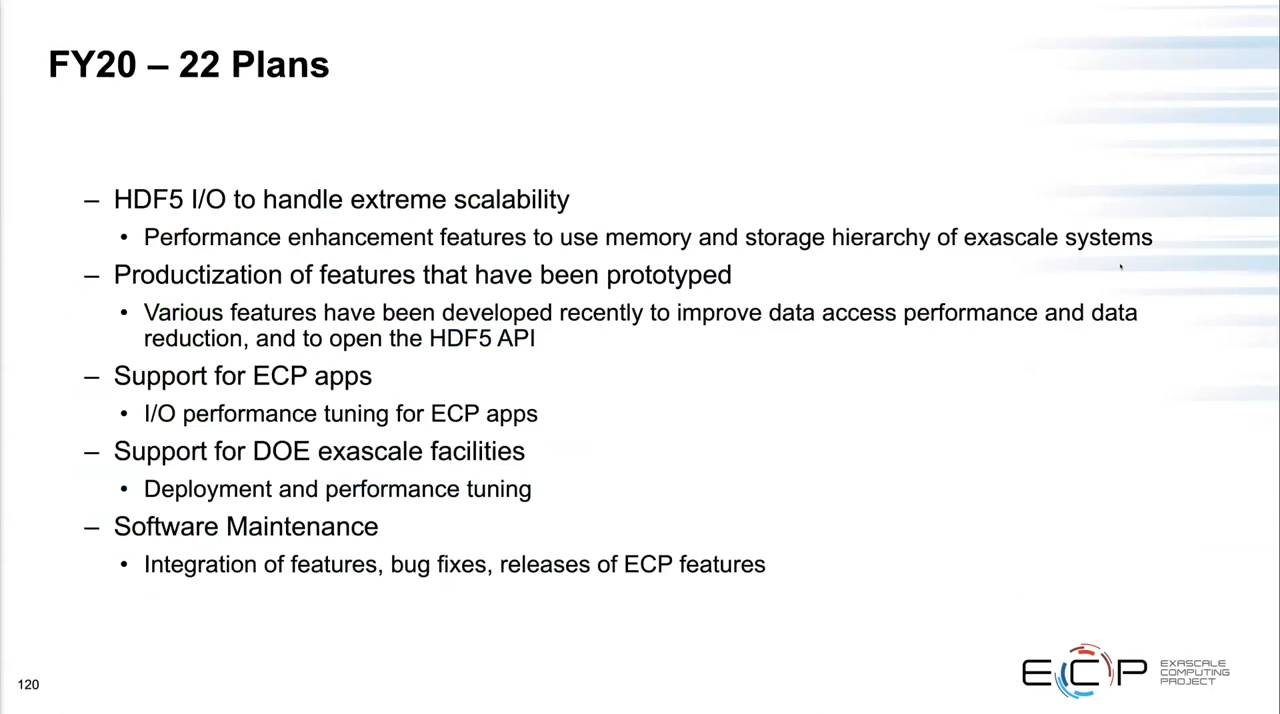 FY20 – 22 Plans
– HDF5 I/O to handle extreme scalability
• Performance enhancement features to use memory and storage hierarchy of exascale systems
– Productization of features that have been prototyped
• Various features have been developed recently to improve data access performance and data
reduction, and to open the HDF5 API
– Support for ECP apps
• I/O performance tuning for ECP apps
– Support for DOE exascale facilities
• Deployment and performance tuning
– Software Maintenance
• Integration of features, bug fixes, releases of ECP features
120
ECP
EXASCALE
COMPUTING
PROJECT